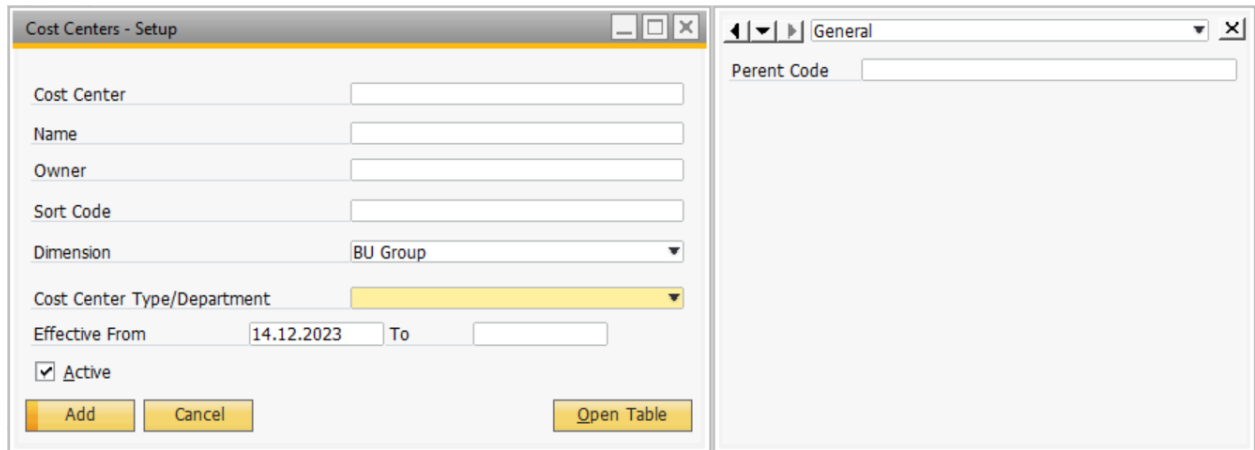 Cost Centers - Setup
Cost Center
Name
Owner
Sort Code
Dimension BU Group
Cost Center Type/Department
Effective From 14.12.2023 To
Active
Add Cancel Open Table
General
Perent Code